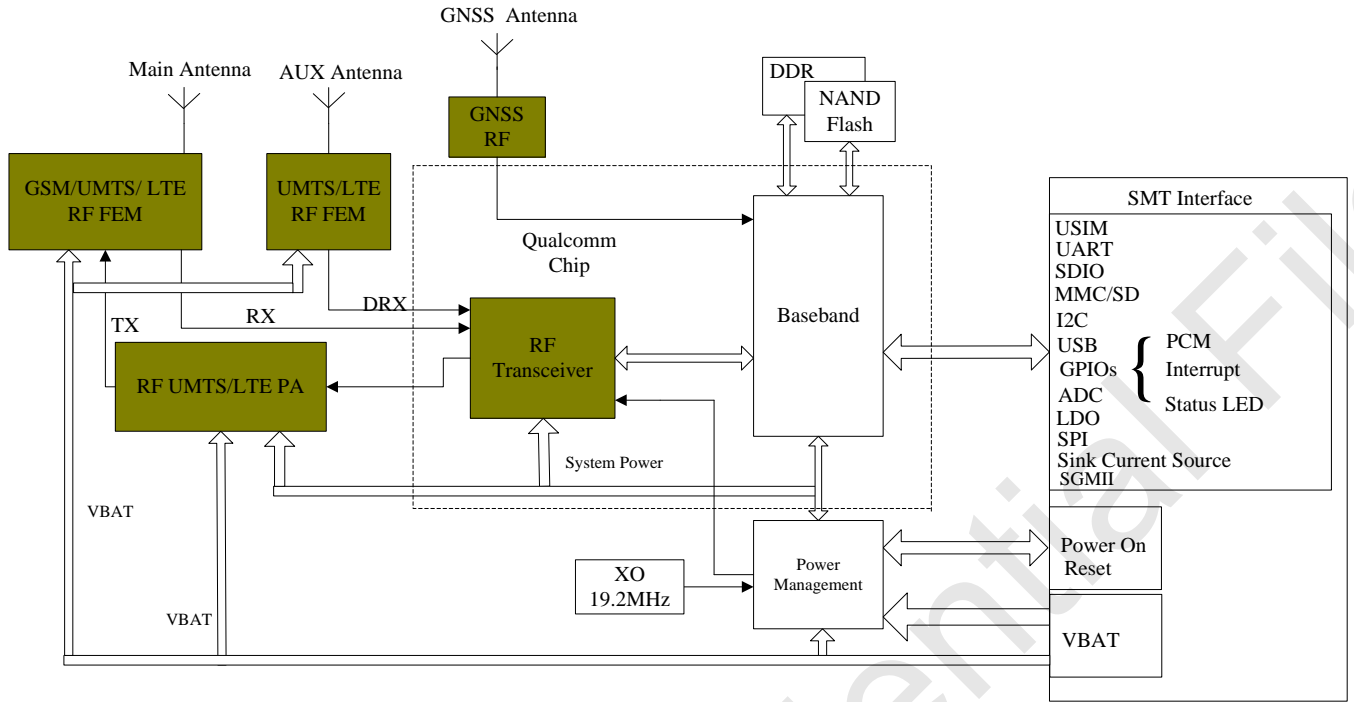 GNSS Antenna
Main Antenna
AUX Antenna
DDR
NAND
Flash
GNSS
RF
GSM/UMTS/ LTE
RF FEM
UMTS/LTE
RF FEM
Qualcomm
Chip
SMT Interface
USIM
UART
SDIO
MMC/SD
I2C
USB
GPIOs
ADC
LDO
SPI
Sink Current Source
SGMII
{
PCM
Interrupt
Status LED
DRX
RX
TX
RF
Transceiver
Baseband
RF UMTS/LTE PA
System Power
VBAT
VBAT
XO
19.2MHz
Power
Management
Power On
Reset
VBAT
ential File